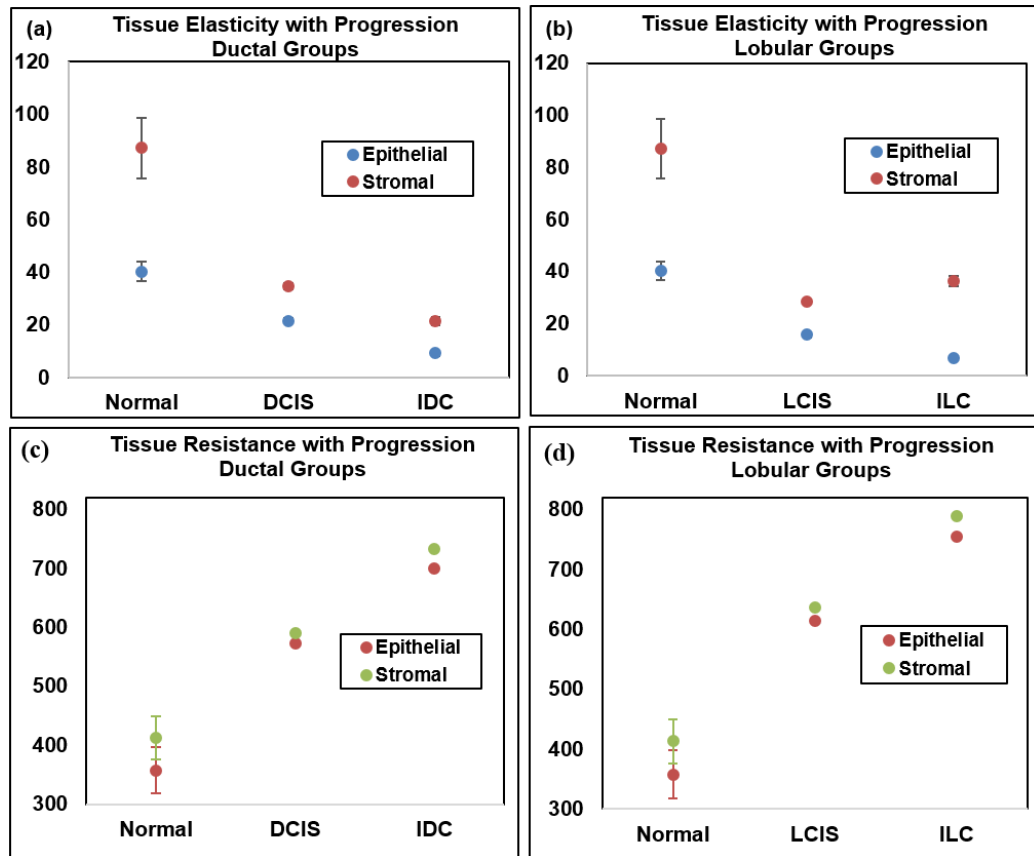 (a)
Tissue Elasticity with Progression
Ductal Groups
120
100
80
60
40
20
0
Epithelial
Stromal
Normal DCIS IDC
(b)
Tissue Elasticity with Progression
Lobular Groups
120
100
80
60
40
20
0
Epithelial
Stromal
Normal LCIS ILC
(c)
Tissue Resistance with Progression
Ductal Groups
800
700
600
500
400
300
Epithelial
Stromal
Normal DCIS IDC
(d)
Tissue Resistance with Progression
Lobular Groups
800
700
600
500
400
300
Epithelial
Stromal
Normal LCIS ILC